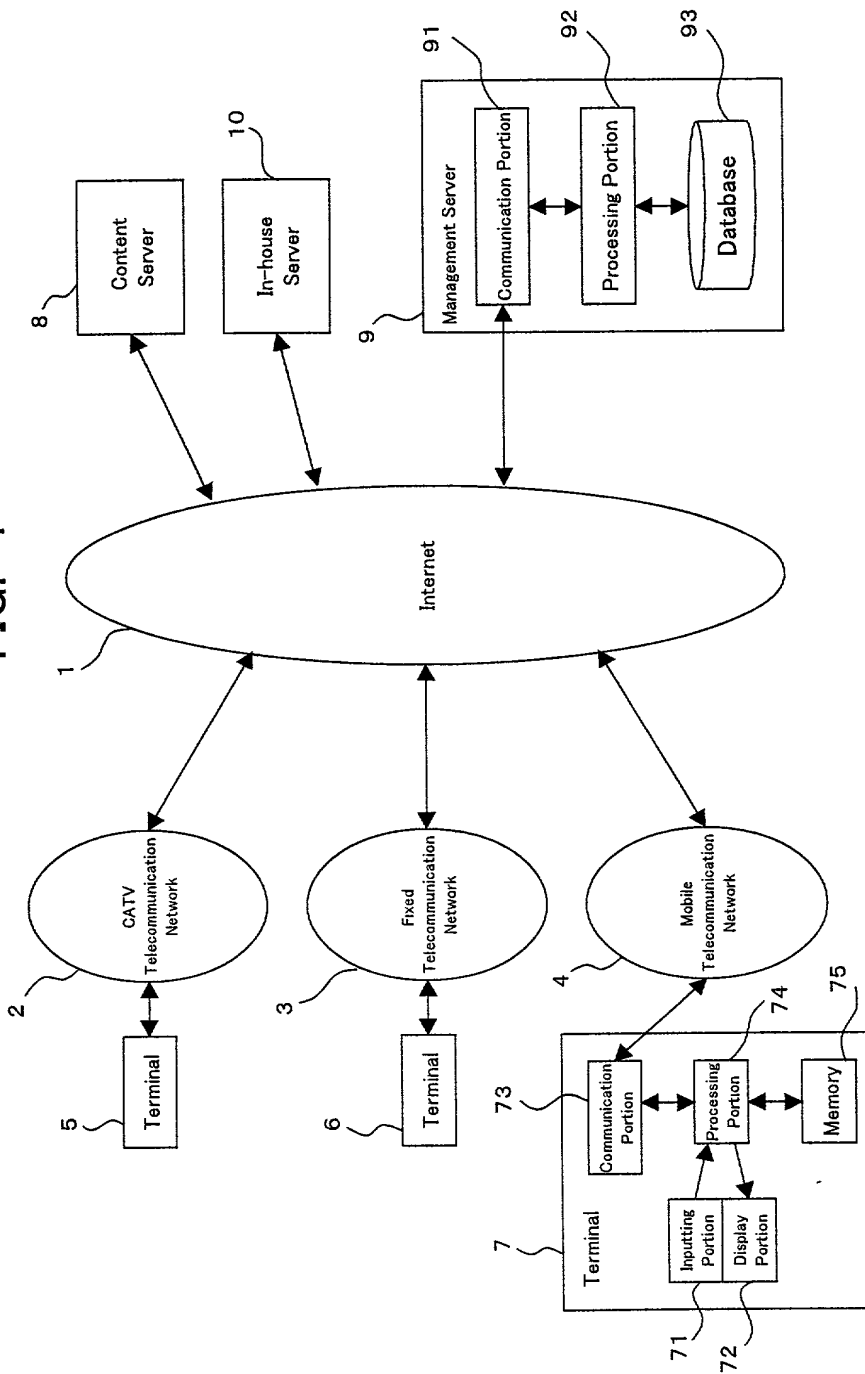 FIG.
1
2
CATV
Telecommunication
Network
3
Fixed
Telecommunication
Network
4
Mobile
Telecommunication
Network
5
Terminal
6
Terminal
7
Terminal
73
Communication
Portion
74
Processing
Portion
75
Memory
Inputting
Portion
71
Display
Portion
72
Internet
8
Content
Server
10
In-house
Server
9
Management Server
91
Communication Portion
92
Processing Portion
93
Database